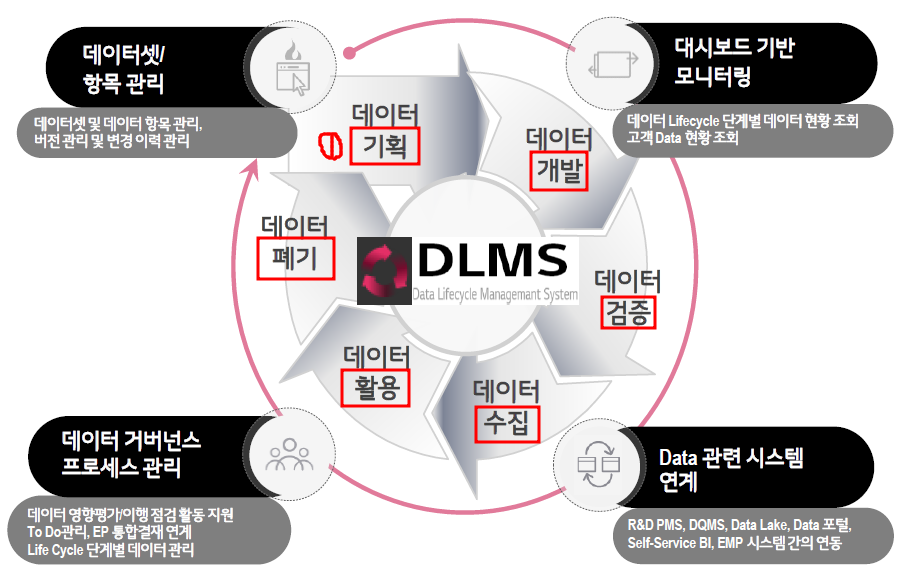 데이터셋/
항목 관리
데이터셋 및 데이터 항목 관리,
버전 관리 및 변경 이력 관리
대시보드 기반
모니터링
데이터 Lifecycle 단계별 데이터 현황 조회
고객 Data 현황 조회
①
데이터
기획
데이터
개발
데이터
검증
데이터
수집
데이터
활용
데이터
폐기
DLMS
Data Lifecycle Management System
데이터 거버넌스
프로세스 관리
데이터 영향평가/이행 점검 활동 지원
To Do관리, EP 통합결재 연계
Life Cycle 단계별 데이터 관리
Data 관련 시스템
연계
R&D PMS, DQMS, Data Lake, Data 포털,
Self-Service BI, EMP 시스템 간의 연동